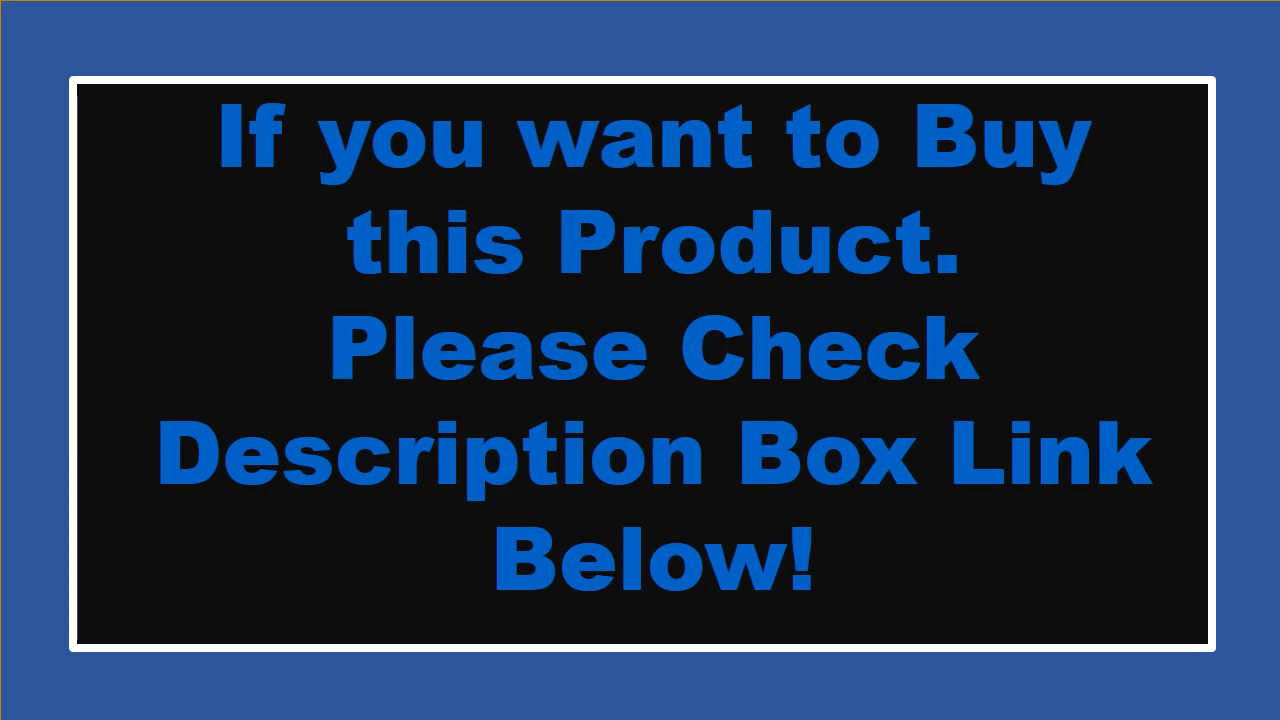 If you want to Buy
this Product.
Please Check
Description Box Link
Below!